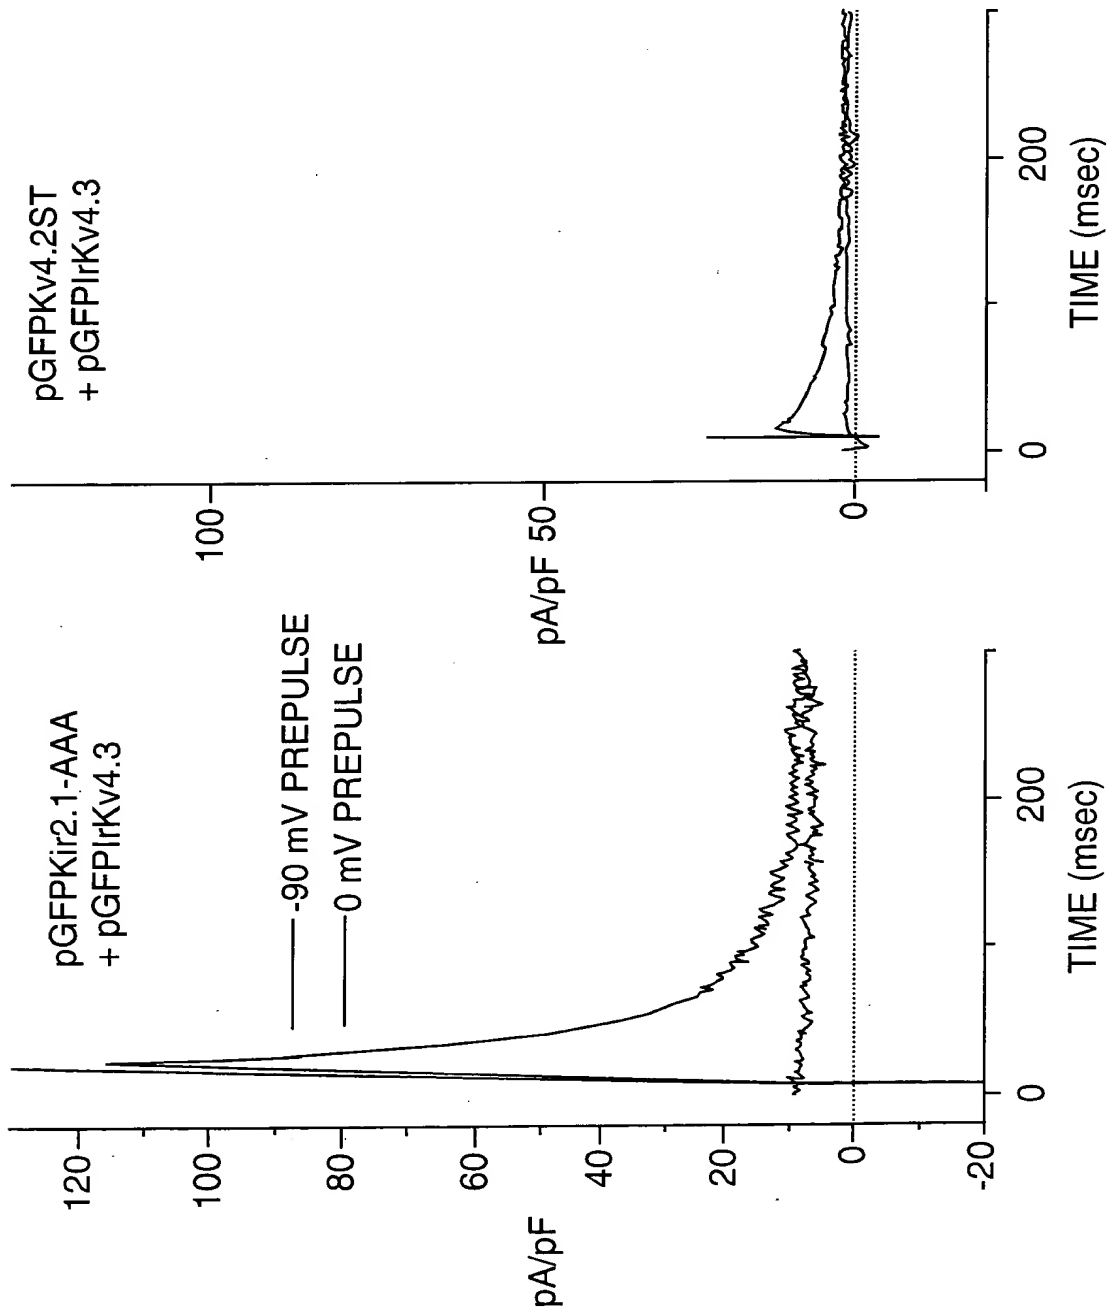 pGFPKir2.1-AAA
+ pGFPIrKv4.3
-90 mV PREPULSE
0 mV PREPULSE
120
100
80
60
40
20
0
-20
pA/pF
0
200
TIME (msec)
pGFPKv4.2ST
+ pGFPIrKv4.3
100
pA/pF 50
0
0
200
TIME (msec)